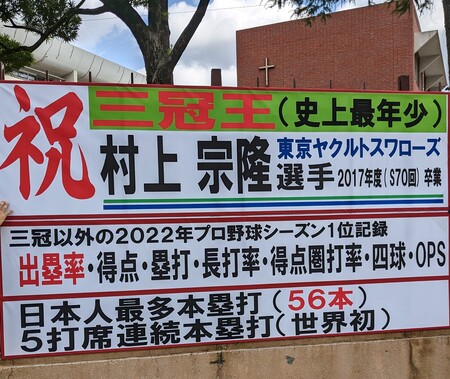 祝
三冠王(史上最年少)
東京ヤクルトスワローズ
村上 宗隆 選手 2017年度(S70回)卒業
三冠以外の2022年プロ野球シーズン1位記録
出塁率・得点・塁打・長打率・得点圏打率・四球・OPS
日本人最多本塁打(56本)
5打席連続本塁打(世界初)